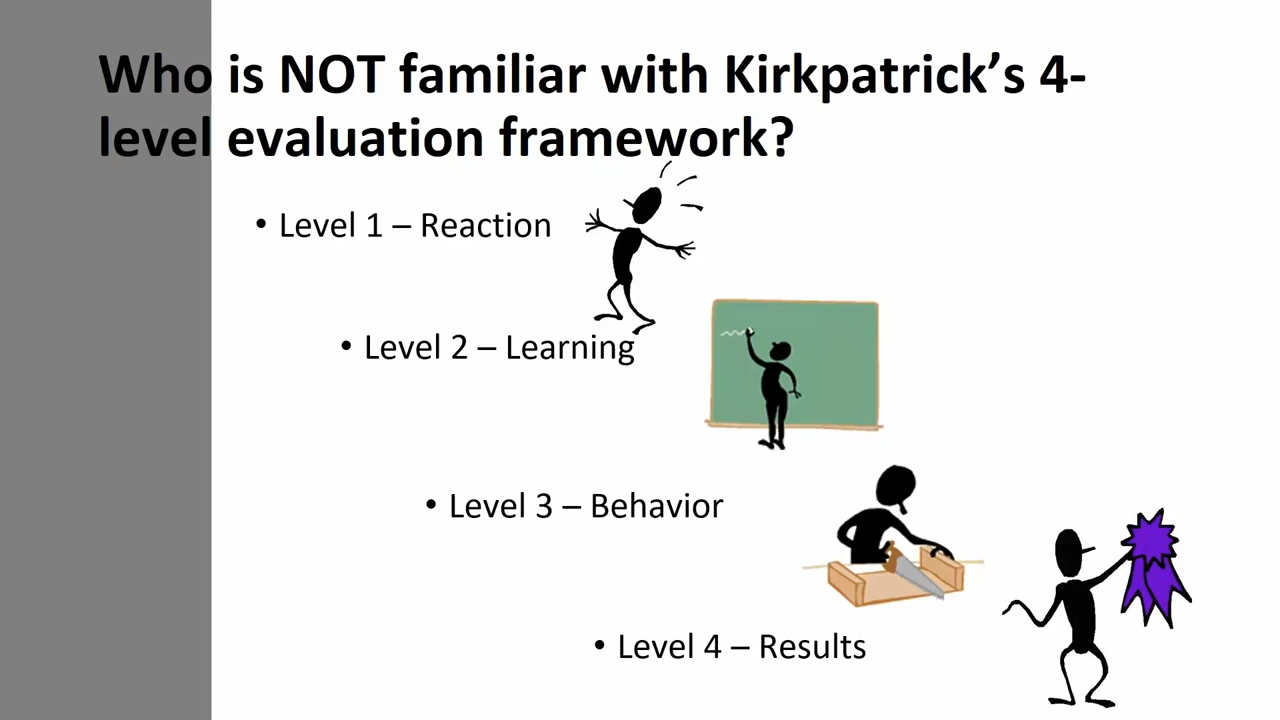 Who is NOT familiar with Kirkpatrick’s 4-
level evaluation framework?
• Level 1 – Reaction
• Level 2 – Learning
• Level 3 – Behavior
• Level 4 – Results